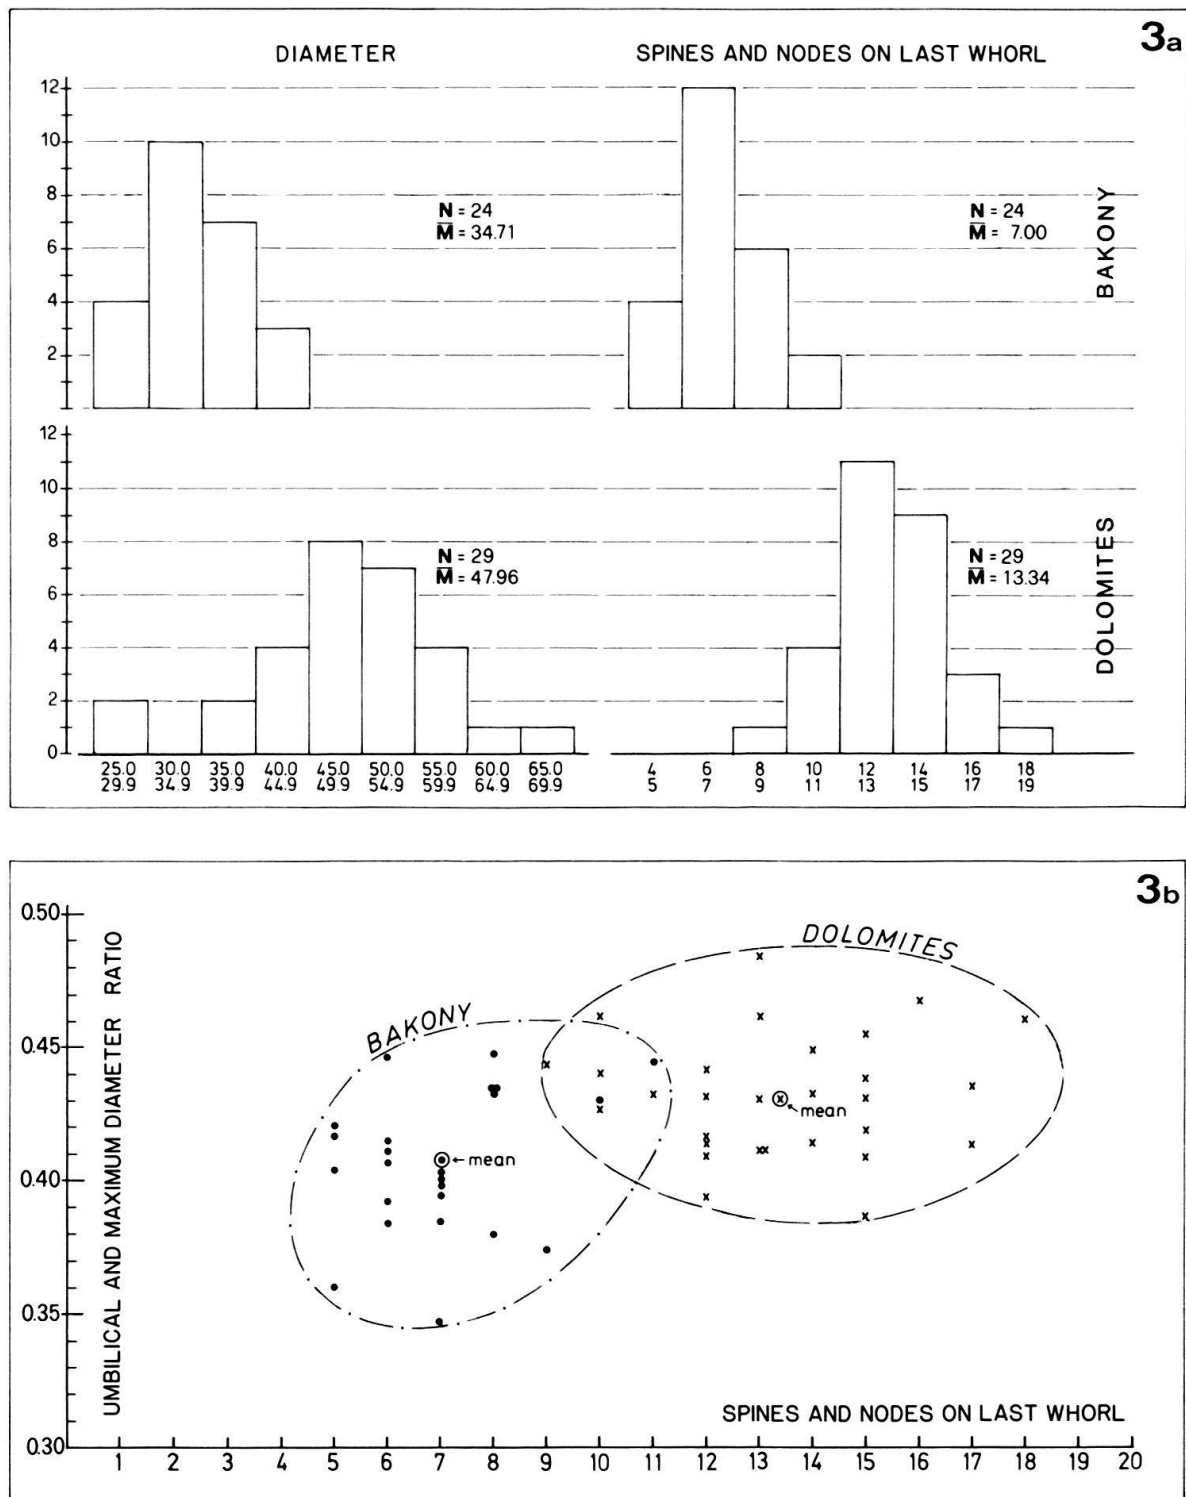 3a
DIAMETER
SPINES AND NODES ON LAST WHORL
12
10
8
6
4
2
N = 24
M̅ = 34.71
N = 24
M̅ = 7.00
BAKONY
12
10
8
6
4
2
0
N = 29
M̅ = 47.96
N = 29
M̅ = 13.34
DOLOMITES
25.0 30.0 35.0 40.0 45.0 50.0 55.0 60.0 65.0 4 6 8 10 12 14 16 18
29.9 34.9 39.9 44.9 49.9 54.9 59.9 64.9 69.9 5 7 9 11 13 15 17 19
3b
0.50
0.45
0.40
0.35
0.30
UMBILICAL AND MAXIMUM DIAMETER RATIO
BAKONY
DOLOMITES
←mean
←mean
SPINES AND NODES ON LAST WHORL
1 2 3 4 5 6 7 8 9 10 11 12 13 14 15 16 17 18 19 20